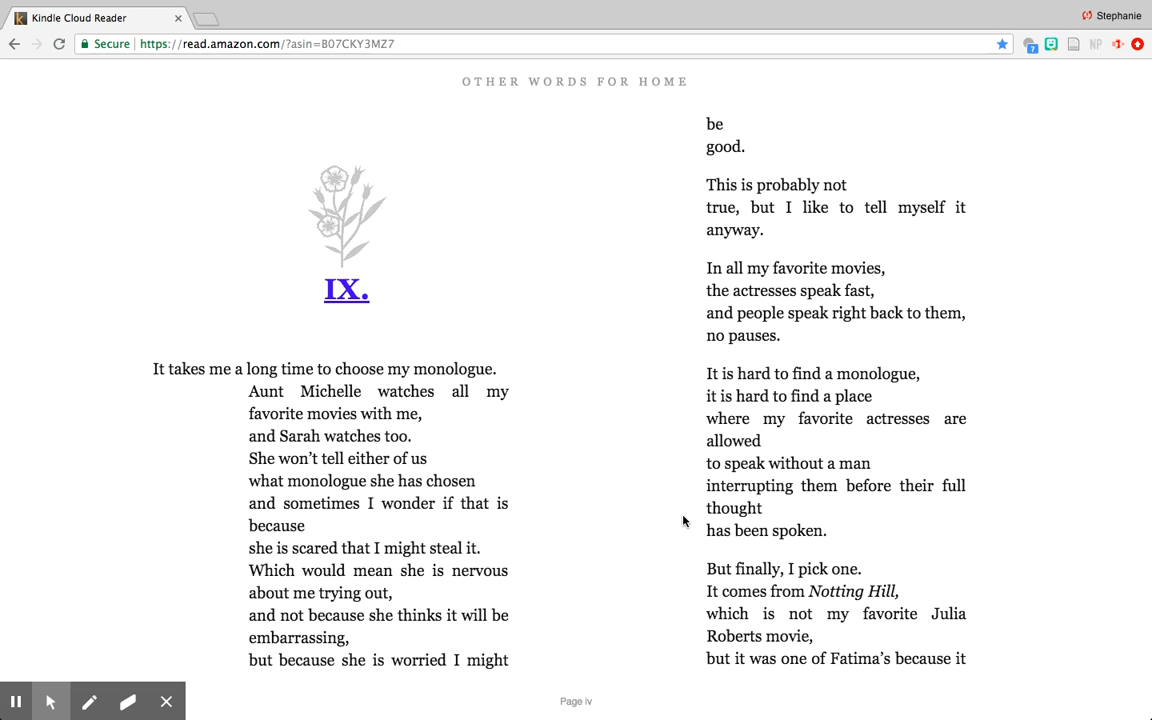 Kindle Cloud Reader
Stephanie
Secure
https://read.amazon.com/?asin=B07CKY3MZ7
7
NP
OTHER WORDS FOR HOME
IX.
It takes me a long time to choose my monologue.
Aunt Michelle watches all my
favorite movies with me,
and Sarah watches too.
She won't tell either of us
what monologue she has chosen
and sometimes I wonder if that is
because
she is scared that I might steal it.
Which would mean she is nervous
about me trying out,
and not because she thinks it will be
embarrassing,
but because she is worried I might
be
good.
This is probably not
true, but I like to tell myself it
anyway.
In all my favorite movies,
the actresses speak fast,
and people speak right back to them,
no pauses.
It is hard to find a monologue,
it is hard to find a place
where my favorite actresses are
allowed
to speak without a man
interrupting them before their full
thought
has been spoken.
But finally, I pick one.
It comes from Notting Hill,
which is not my favorite Julia
Roberts movie,
but it was one of Fatima's because it
Page iv